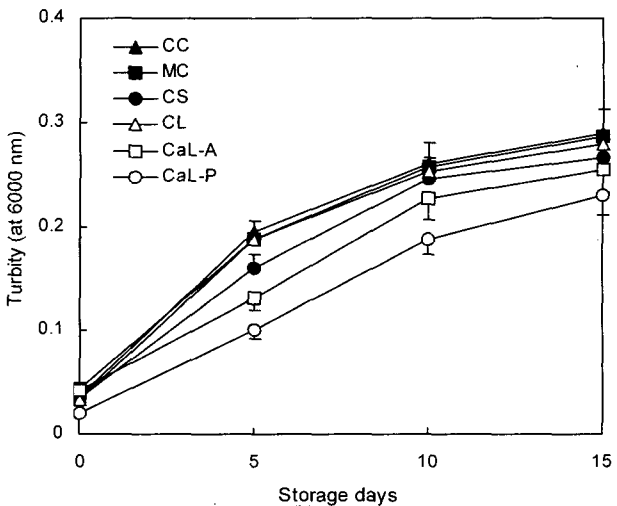 0.4
0.3
0.2
0.1
0
Turbity (at 6000 nm)
CC
MC
CS
CL
CaL-A
CaL-P
0 5 10 15
Storage days